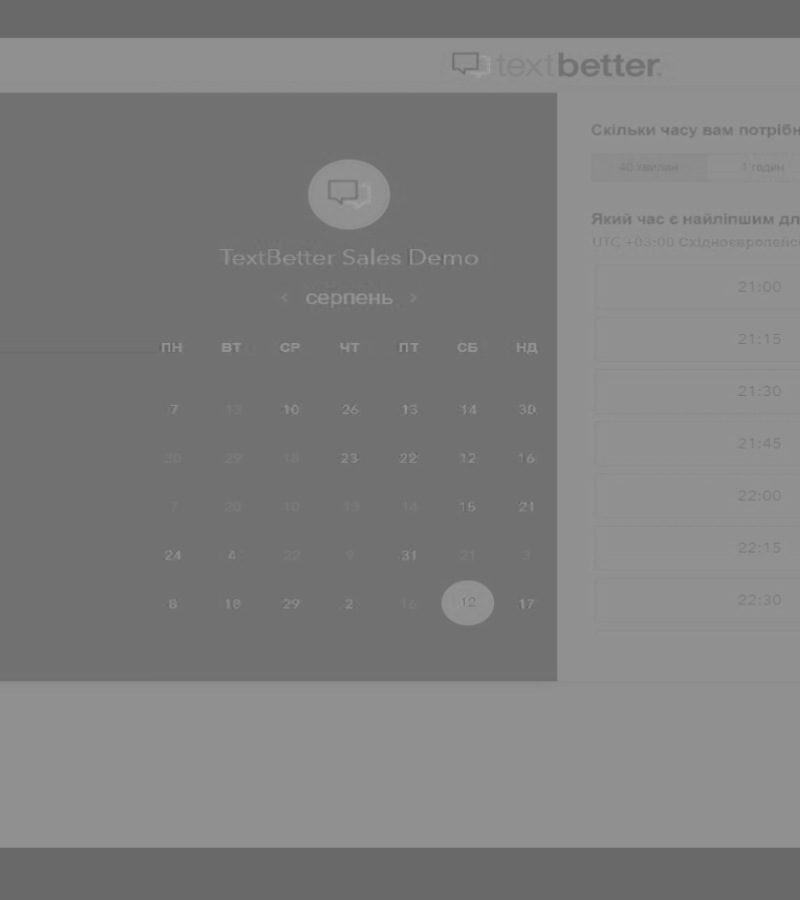 textbetter.
TextBetter Sales Demo
‹ серпень ›
ПН ВТ СР ЧТ ПТ СБ НД
7 13 10 26 13 14 30
30 29 18 23 22 12 16
7 20 10 13 14 15 21
24 4 22 9 31 21 3
8 18 29 2 16 12 17
Скільки часу вам потрібн
40 хвилин 1 годин
Який час є найліпшим дл
UTC +03:00 Східноєвропейсь
21:00
21:15
21:30
21:45
22:00
22:15
22:30